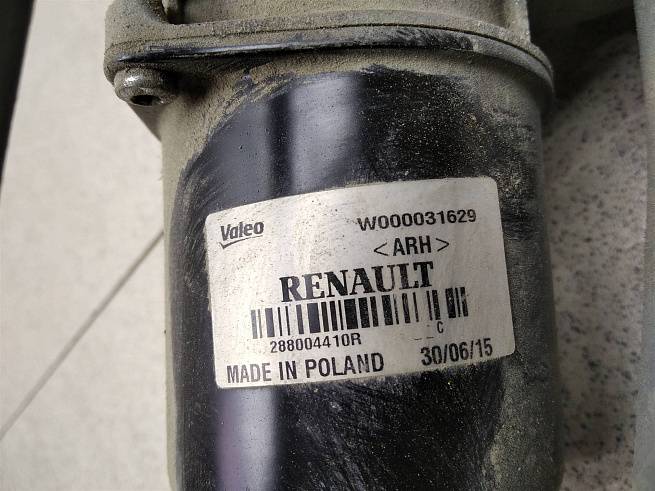 Valeo W000031629
<ARH>
RENAULT
C
288004410R
MADE IN POLAND 30/06/15